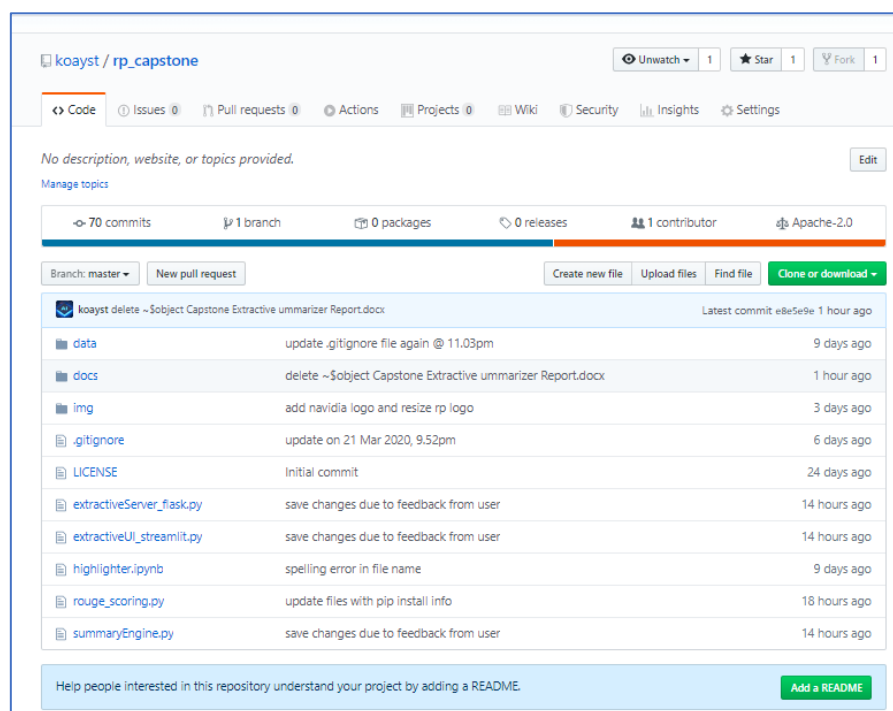 koayst / rp_capstone
Unwatch 1 Star 1 Fork 1
Code Issues 0 Pull requests 0 Actions Projects 0 Wiki Security Insights Settings
No description, website, or topics provided. Edit
Manage topics
70 commits 1 branch 0 packages 0 releases 1 contributor Apache-2.0
Branch: master New pull request Create new file Upload files Find file Clone or download
koayst delete ~$object Capstone Extractive ummarizer Report.docx Latest commit e8e5e9e 1 hour ago
data update .gitignore file again @ 11.03pm 9 days ago
docs delete ~$object Capstone Extractive ummarizer Report.docx 1 hour ago
img add navidia logo and resize rp logo 3 days ago
.gitignore update on 21 Mar 2020, 9.52pm 6 days ago
LICENSE Initial commit 24 days ago
extractiveServer_flask.py save changes due to feedback from user 14 hours ago
extractiveUI_streamlit.py save changes due to feedback from user 14 hours ago
highlighter.ipynb spelling error in file name 9 days ago
rouge_scoring.py update files with pip install info 18 hours ago
summaryEngine.py save changes due to feedback from user 14 hours ago
Help people interested in this repository understand your project by adding a README. Add a README